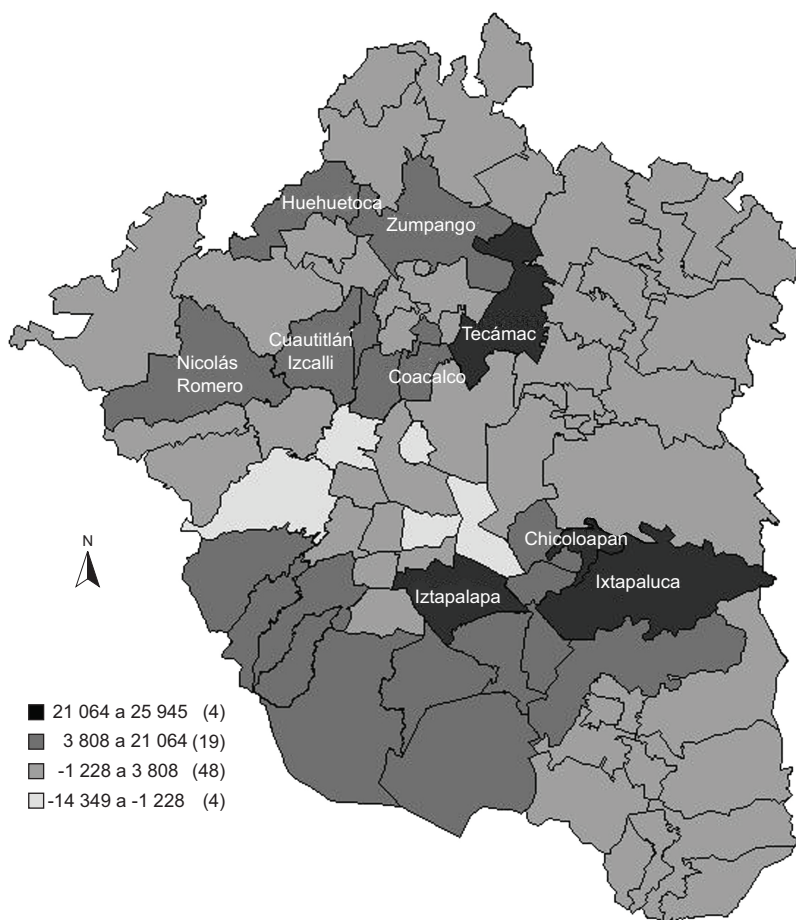 Huehuetoca
Zumpango
Tecámac
Cuautitlán
Izcalli
Nicolás
Romero
Coacalco
Chicoloapan
N
Ixtapaluca
Iztapalapa
21 064 a 25 945 (4)
3 808 a 21 064 (19)
-1 228 a 3 808 (48)
-14 349 a -1 228 (4)